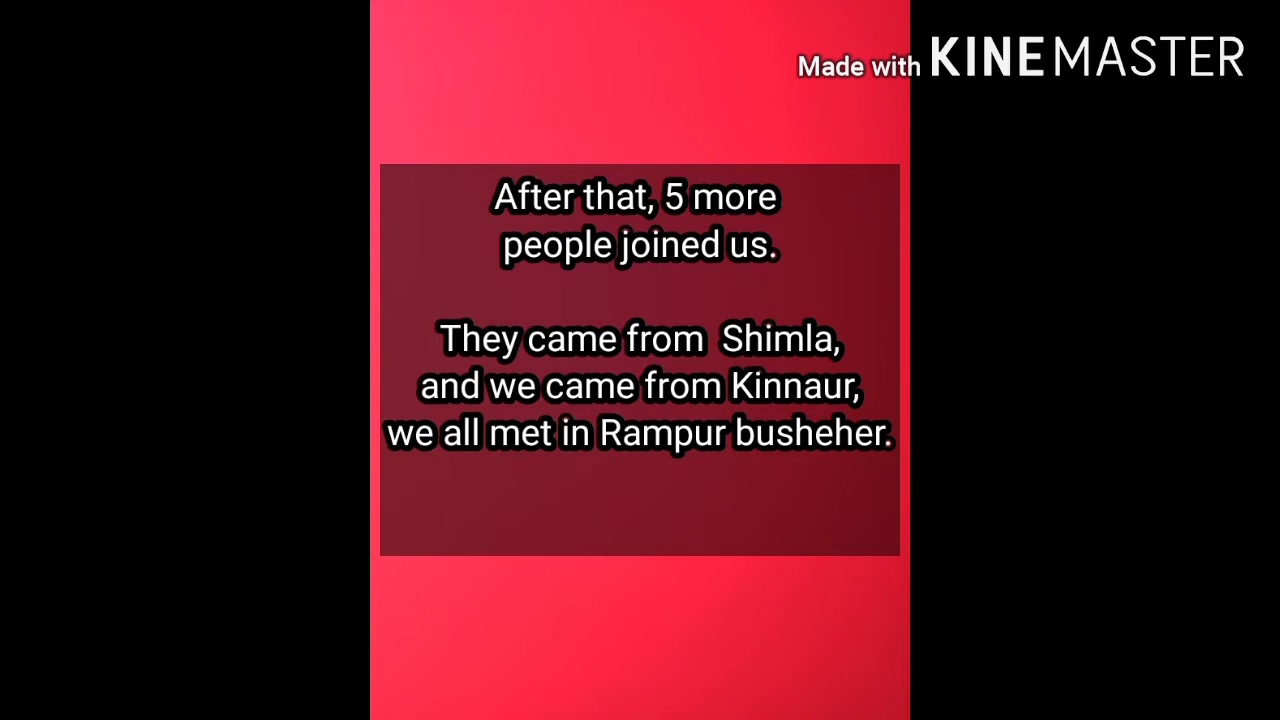 Made with KINEMASTER
After that, 5 more
people joined us.
They came from  Shimla,
and we came from Kinnaur,
we all met in Rampur busheher.